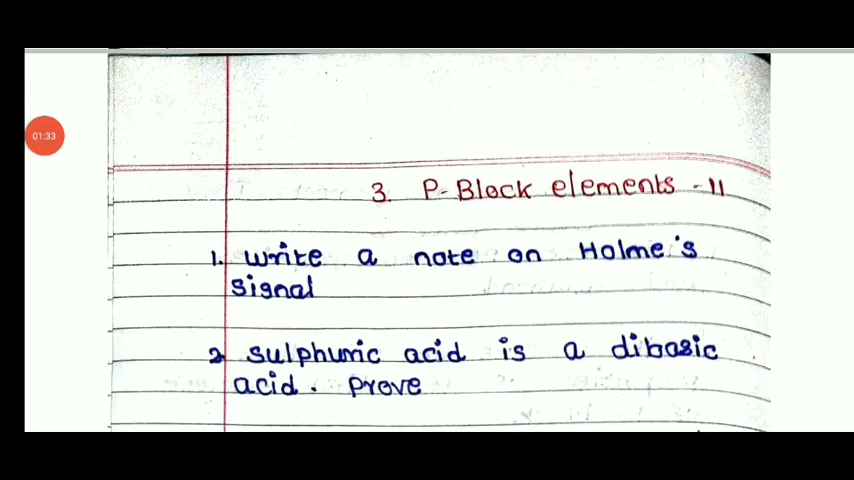 01:33
3. P-Block elements -II
1. write a note on Holme's
signal
2. sulphuric acid is a dibasic
acid. prove